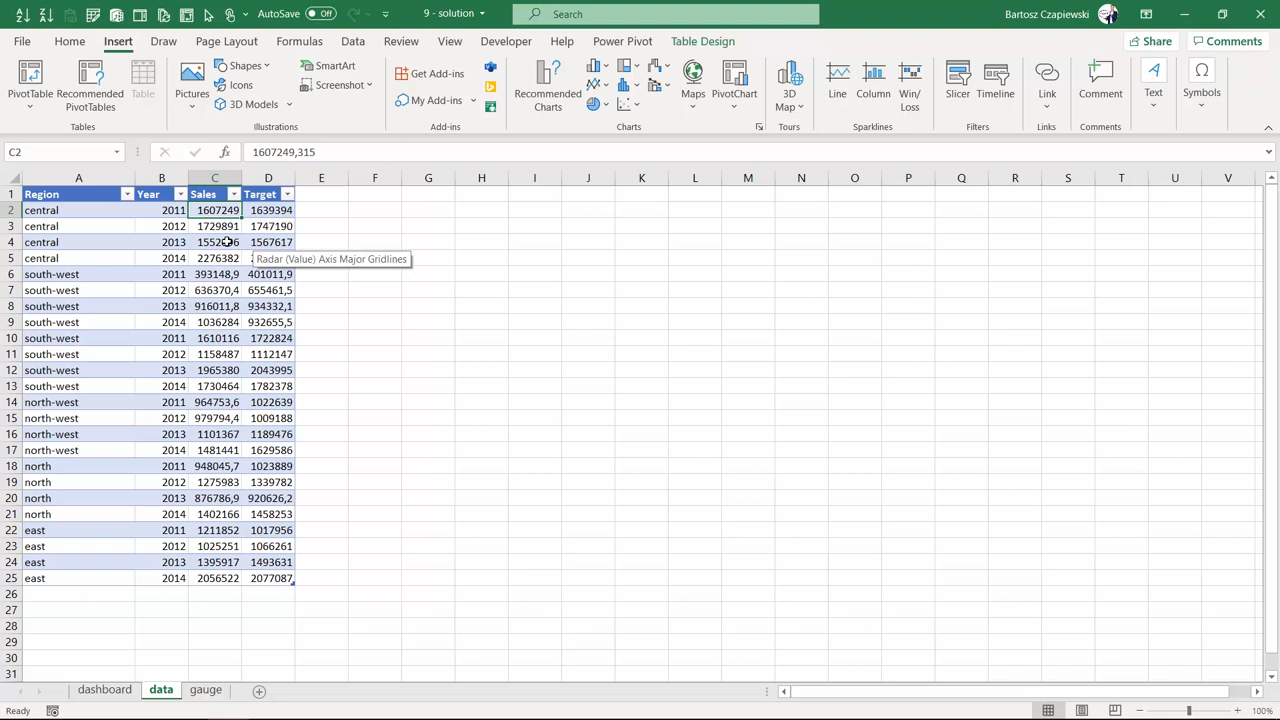 AutoSave Off 9 - solution Search Bartosz Czapiewski
File Home Insert Draw Page Layout Formulas Data Review View Developer Help Power Pivot Table Design Share Comments
PivotTable Recommended PivotTables Table Pictures Shapes Icons 3D Models SmartArt Screenshot Get Add-ins My Add-ins Recommended Charts Maps PivotChart 3D Map Line Column Win/Loss Slicer Timeline Link Comment Text Symbols
Tables Illustrations Add-ins Charts Tours Sparklines Filters Links Comments
C2 fx 1607249,315
A B C D E F G H I J K L M N O P Q R S T U V
1 Region Year Sales Target
2 central 2011 1607249 1639394
3 central 2012 1729891 1747190
4 central 2013 1567617
5 central 2014 2276382 Radar (Value) Axis Major Gridlines
6 south-west 2011 393148,9 401011,9
7 south-west 2012 636370,4 655461,5
8 south-west 2013 916011,8 934332,1
9 south-west 2014 1036284 932655,5
10 south-west 2011 1610116 1722824
11 south-west 2012 1158487 1112147
12 south-west 2013 1965380 2043995
13 south-west 2014 1730464 1782378
14 north-west 2011 964753,6 1022639
15 north-west 2012 979794,4 1009188
16 north-west 2013 1101367 1189476
17 north-west 2014 1481441 1629586
18 north 2011 948045,7 1023889
19 north 2012 1275983 1339782
20 north 2013 876786,9 920626,2
21 north 2014 1402166 1458253
22 east 2011 1211852 1017956
23 east 2012 1025251 1066261
24 east 2013 1395917 1493631
25 east 2014 2056522 2077087
26
27
28
29
30
31
dashboard data gauge
Ready 100%